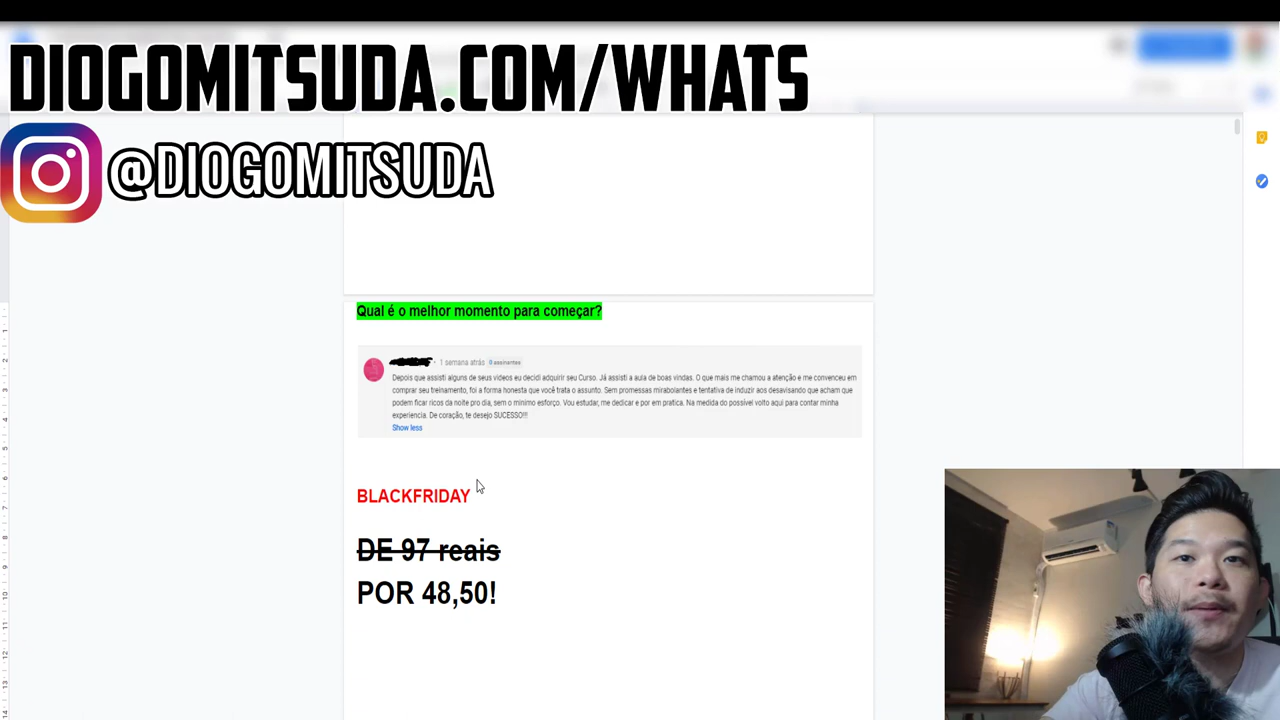 DIOGOMITSUDA.COM/WHATS
@DIOGOMITSUDA
Qual é o melhor momento para começar?
1 semana atrás 0 assinantes
Depois que assisti alguns de seus videos eu decidi adquirir seu Curso. Já assisti a aula de boas vindas. O que mais me chamou a atenção e me convenceu em
comprar seu treinamento, foi a forma honesta que você trata o assunto. Sem promessas mirabolantes e tentativa de induzir aos desavisando que acham que
podem ficar ricos da noite pro dia, sem o minimo esforço. Vou estudar, me dedicar e por em pratica. Na medida do possível volto aqui para contar minha
experiencia. De coração, te desejo SUCESSO!!!
Show less
BLACKFRIDAY
DE 97 reais
POR 48,50!